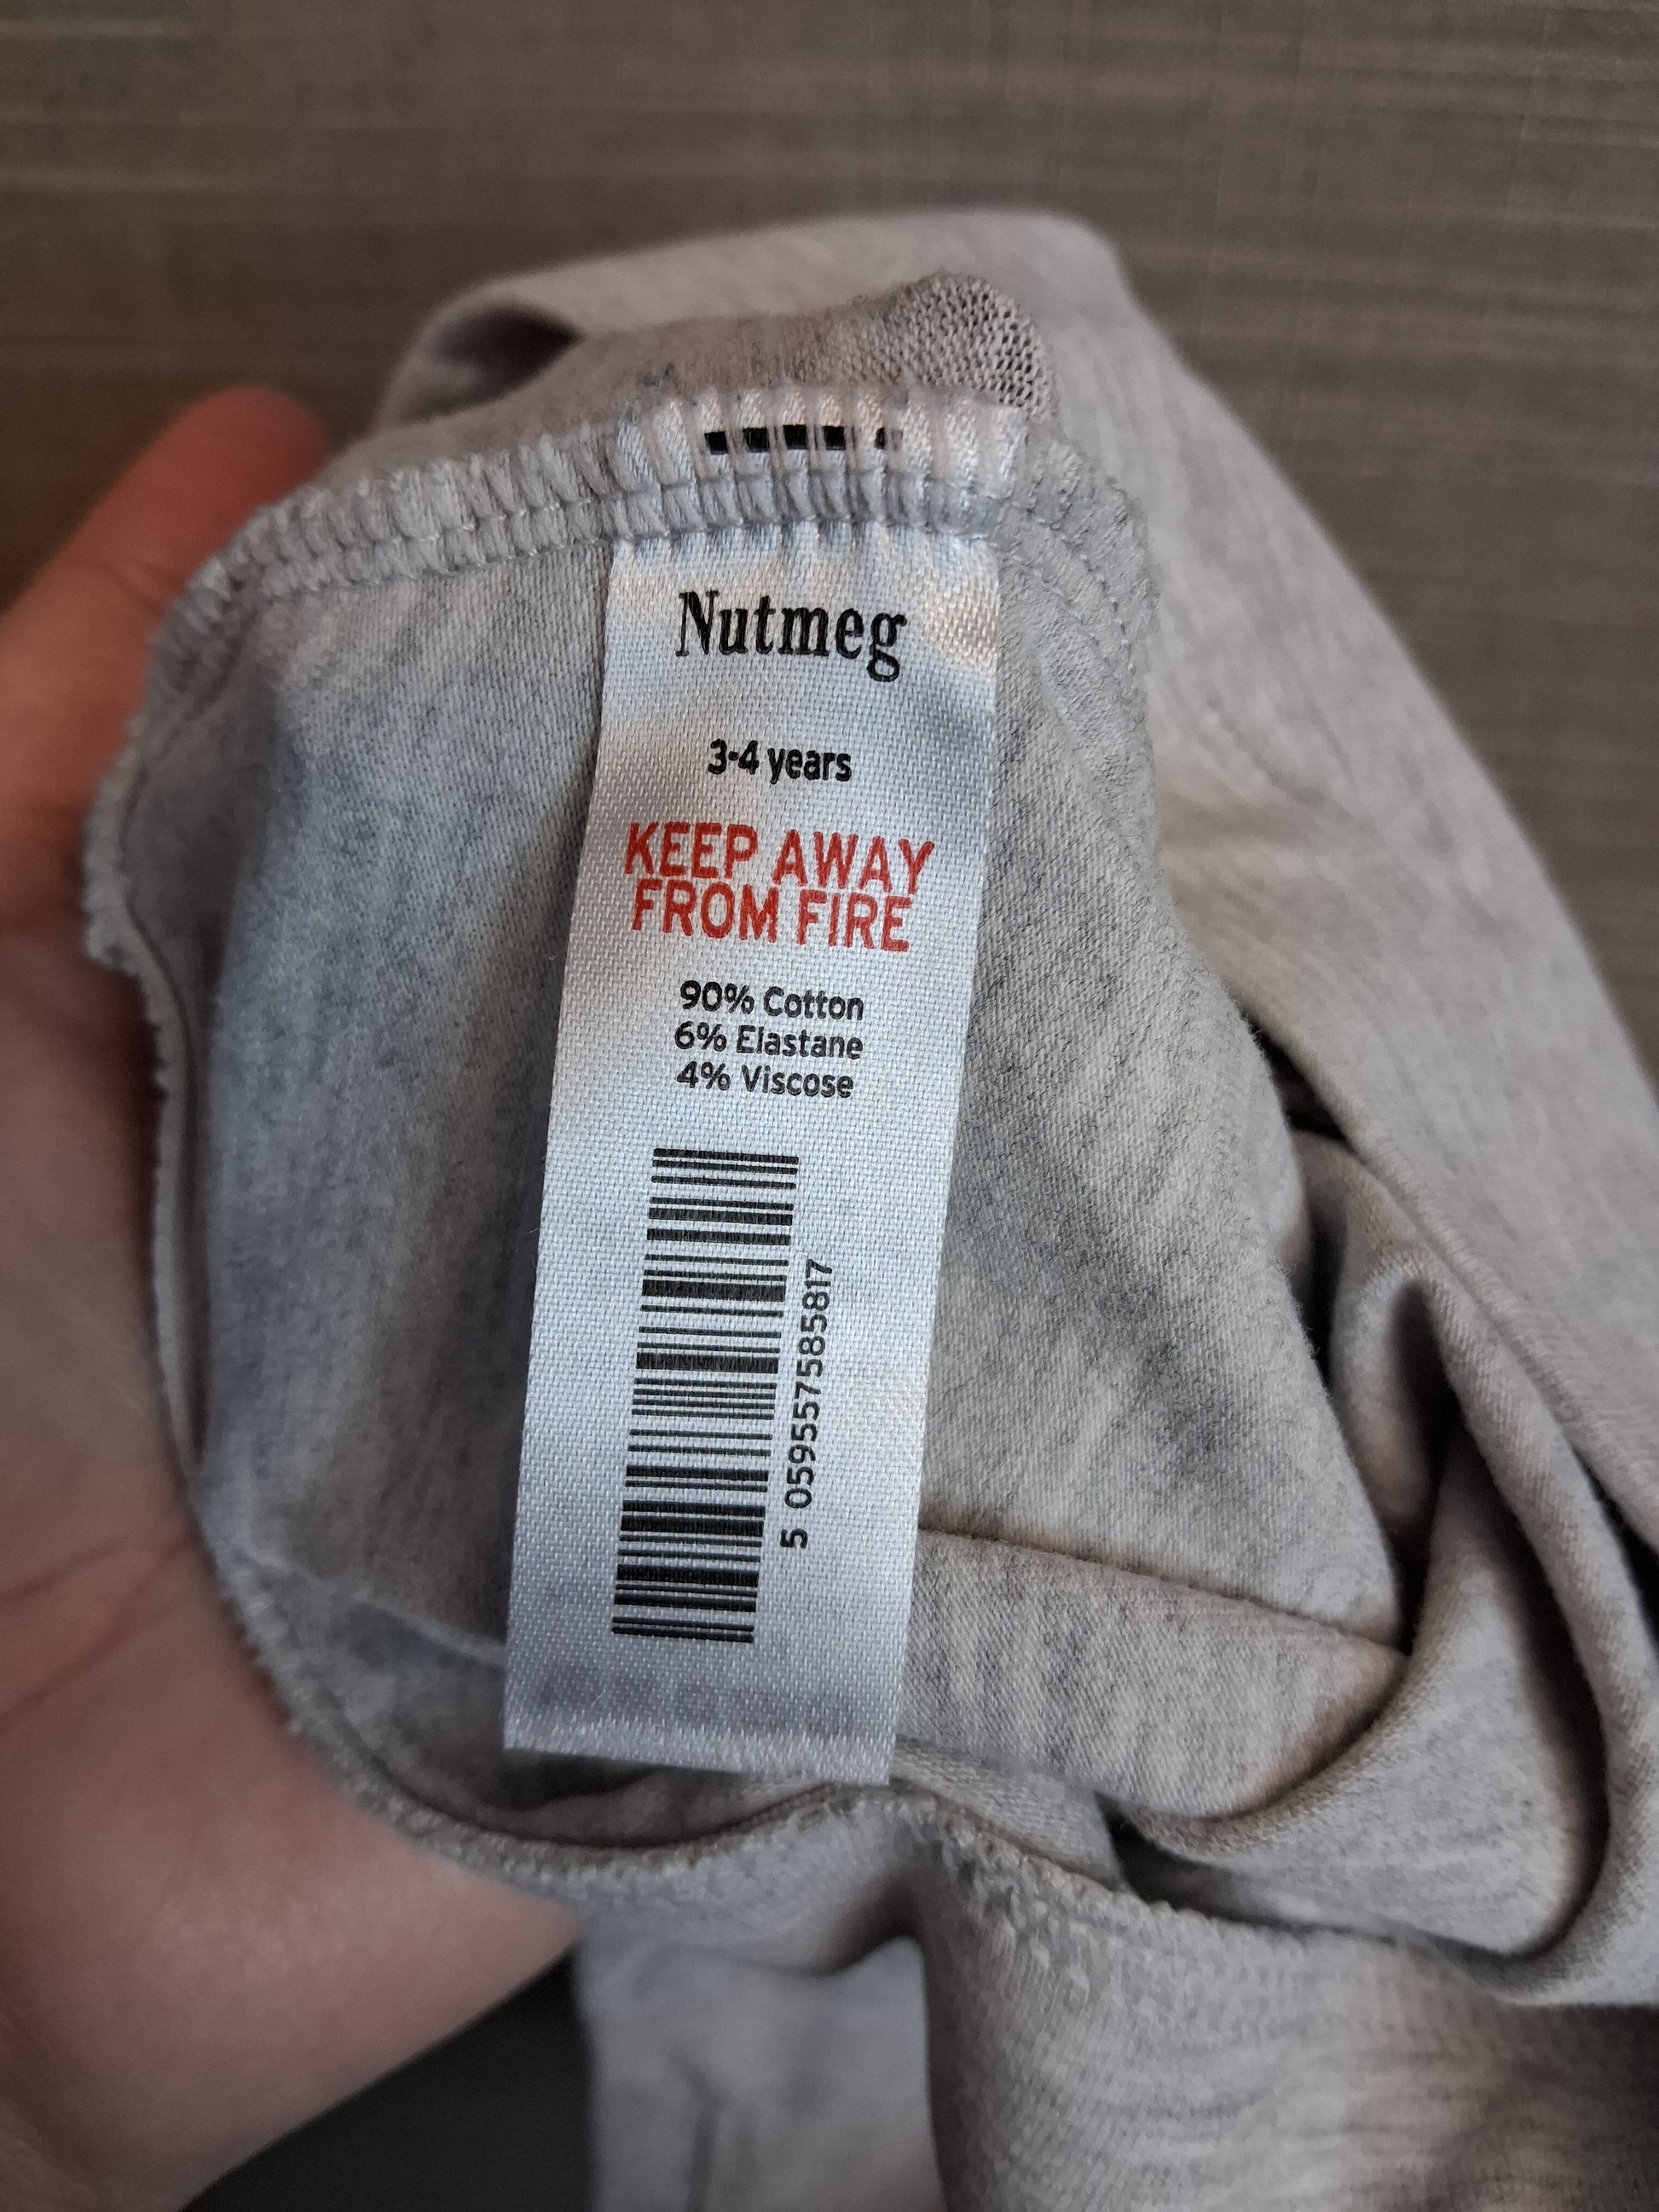 Nutmeg
3-4 years
KEEP AWAY
FROM FIRE
90% Cotton
6% Elastane
4% Viscose
5 059557585817